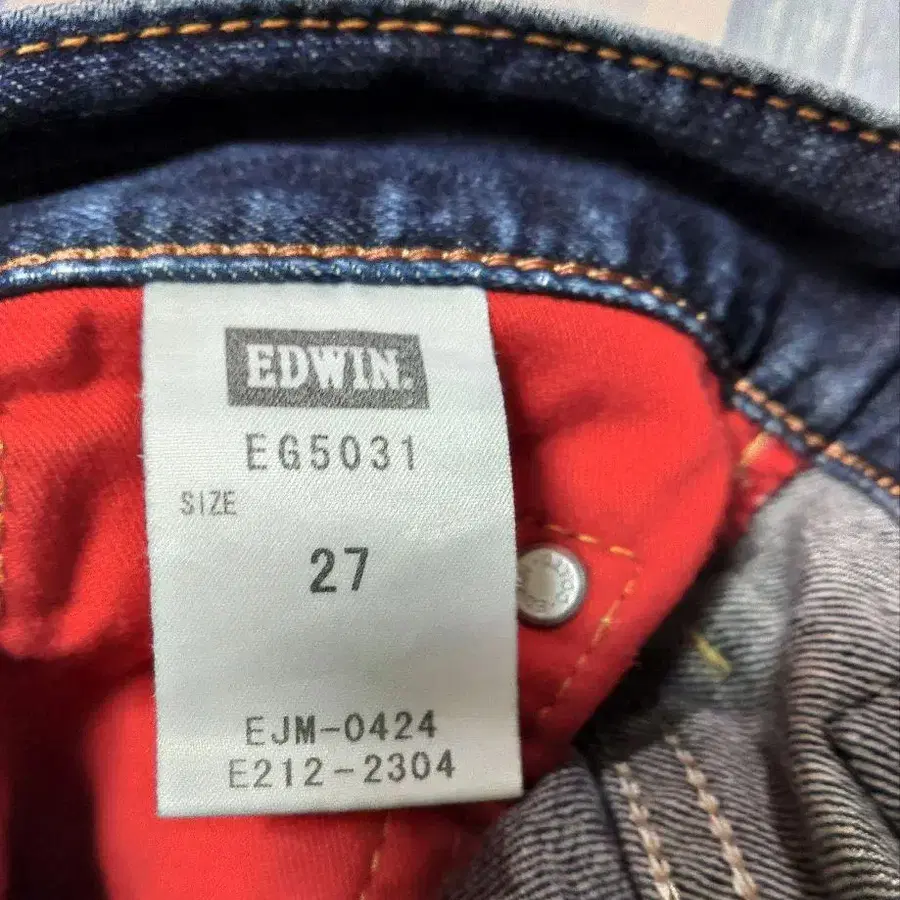 EDWIN.
EG5031
SIZE
27
EJM-0424
E212-2304